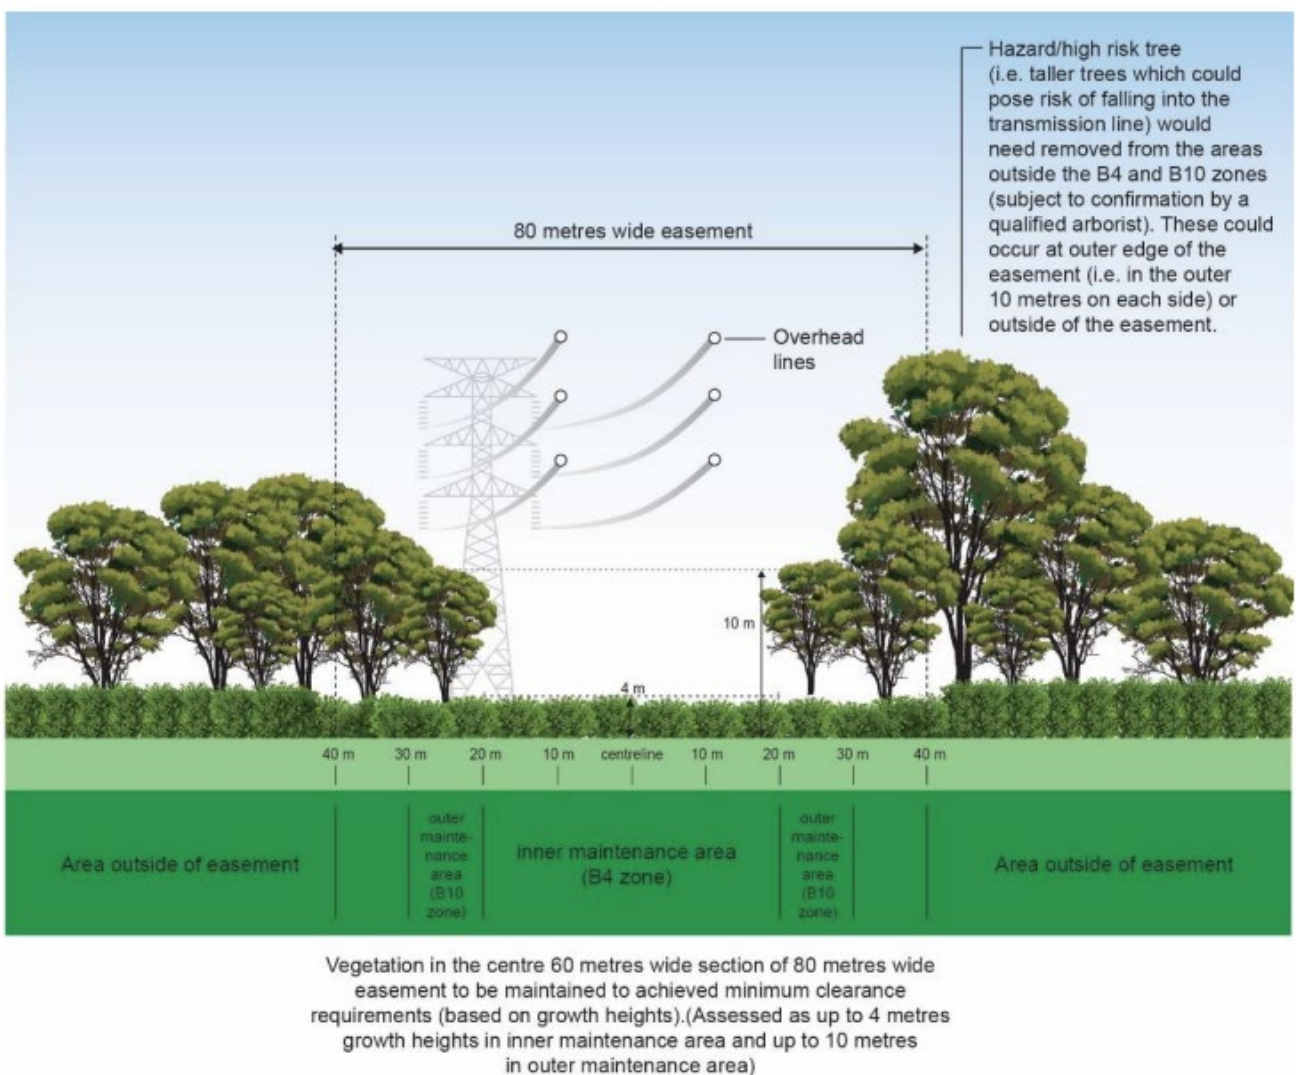 Hazard/high risk tree
(i.e. taller trees which could
pose risk of falling into the
transmission line) would
need removed from the areas
outside the B4 and B10 zones
(subject to confirmation by a
qualified arborist). These could
occur at outer edge of the
easement (i.e. in the outer
10 metres on each side) or
outside of the easement.
80 metres wide easement
Overhead
lines
10 m
4 m
40 m 30 m 20 m 10 m centreline 10 m 20 m 30 m 40 m
Area outside of easement
outer
mainte-
nance
area
(B10
zone)
inner maintenance area
(B4 zone)
outer
mainte-
nance
area
(B10
zone)
Area outside of easement
Vegetation in the centre 60 metres wide section of 80 metres wide
easement to be maintained to achieved minimum clearance
requirements (based on growth heights).(Assessed as up to 4 metres
growth heights in inner maintenance area and up to 10 metres
in outer maintenance area)